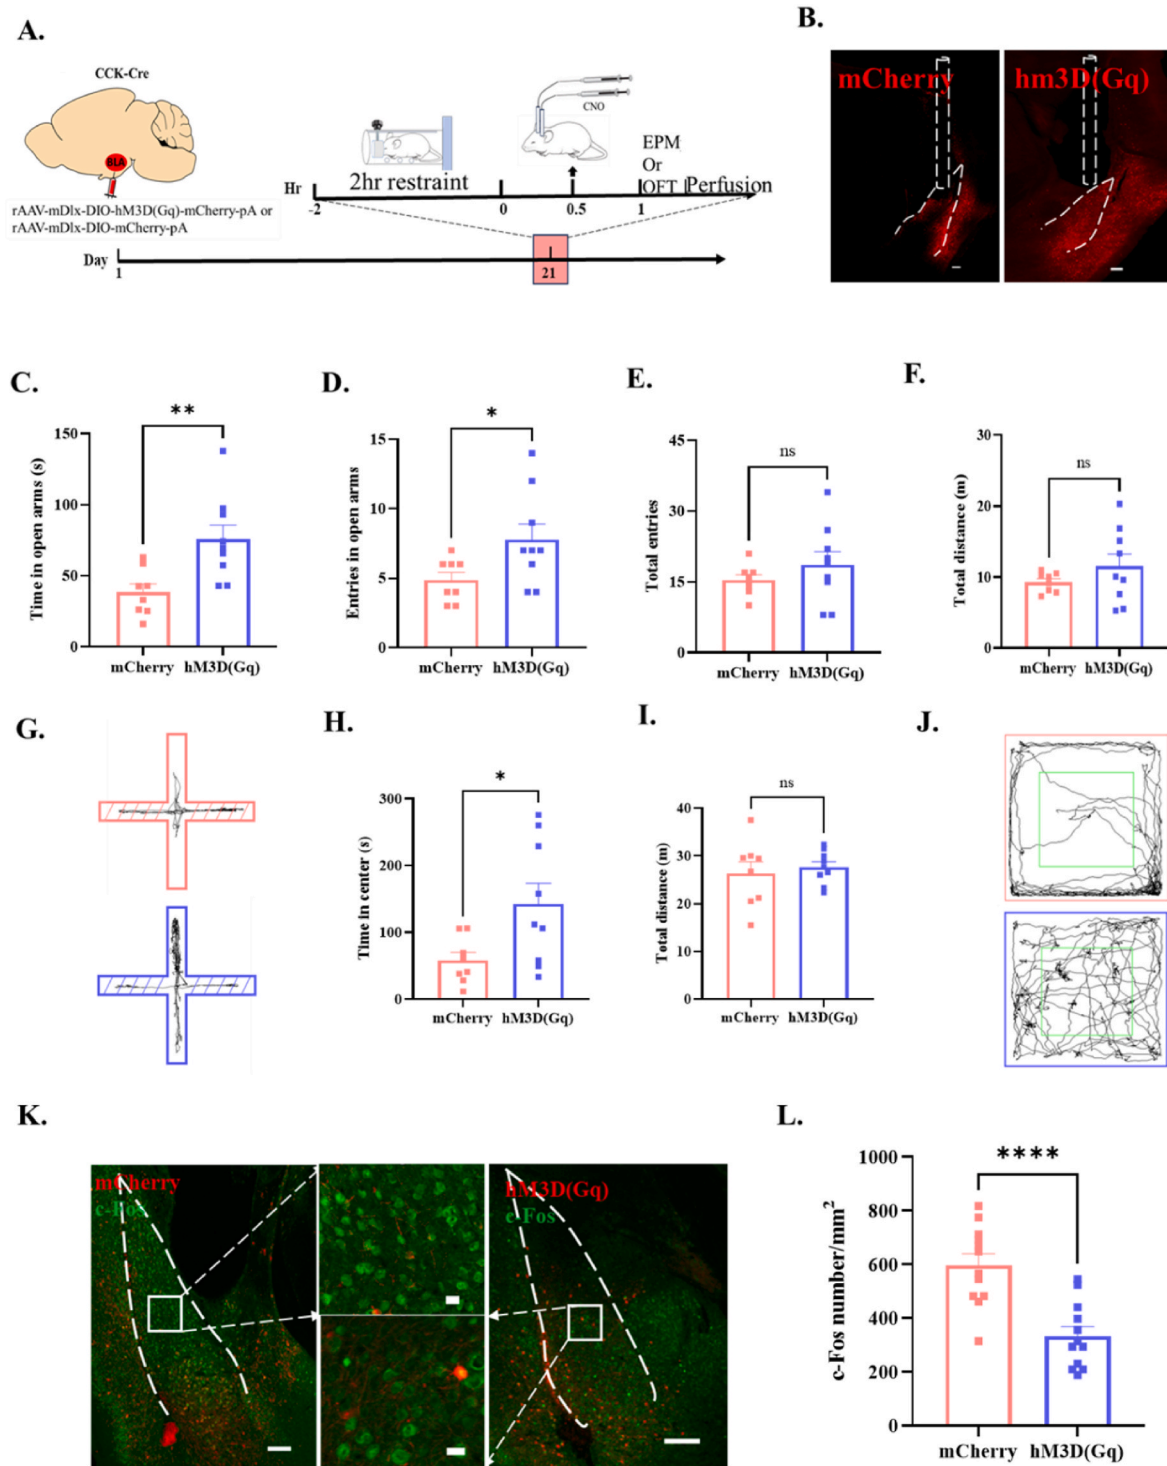 A.
CCK-Cre
BLA
rAAV-mDlx-DIO-hM3D(Gq)-mCherry-pA or
rAAV-mDlx-DIO-mCherry-pA
CNO
EPM
Or
OFT
Perfusion
Hr
2hr restraint
-2
0
0.5
1
Day
1
21
B.
mCherry
hm3D(Gq)
C.
**
Time in open arms (s)
150
100
50
0
mCherry hM3D(Gq)
D.
*
Entries in open arms
15
10
5
0
mCherry hM3D(Gq)
E.
ns
Total entries
45
30
15
0
mCherry hM3D(Gq)
F.
ns
Total distance (m)
30
20
10
0
mCherry hM3D(Gq)
G.
H.
*
Time in center (s)
300
200
100
0
mCherry hM3D(Gq)
I.
ns
Total distance (m)
40
30
20
10
0
mCherry hM3D(Gq)
J.
K.
mCherry
c-Fos
hM3D(Gq)
c-Fos
L.
****
c-Fos number/mm²
1000
800
600
400
200
0
mCherry hM3D(Gq)